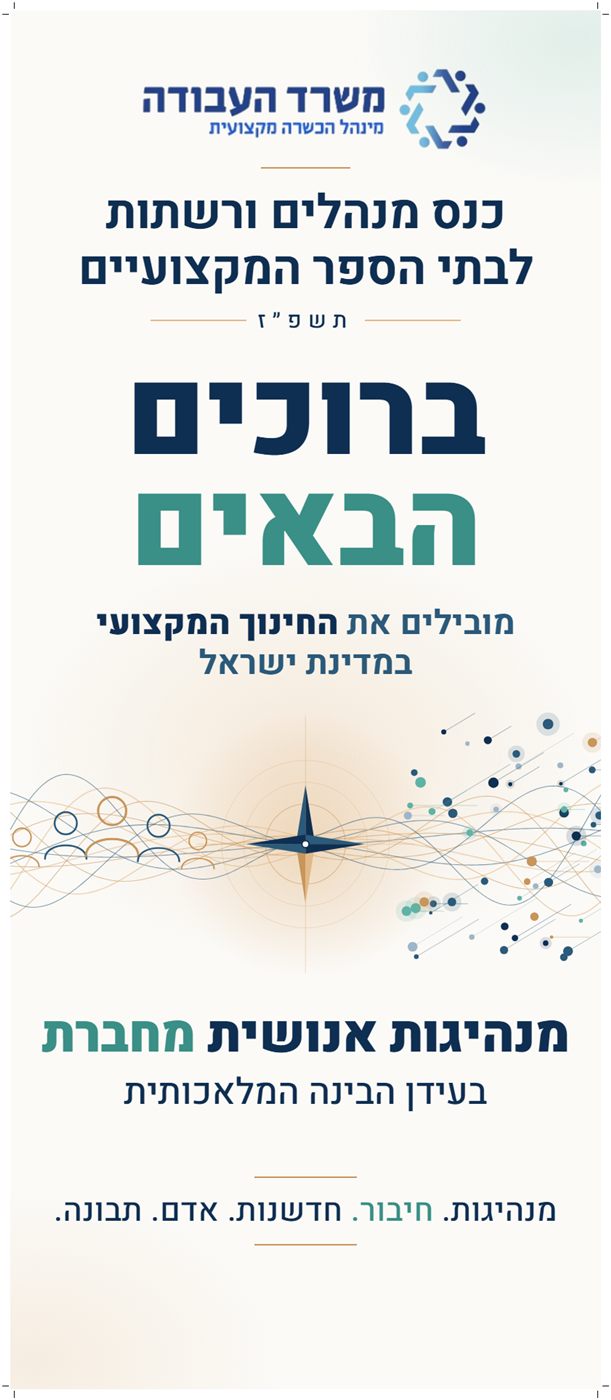 משרד העבודה
מינהל הכשרה מקצועית
כנס מנהלים ורשתות
לבתי הספר המקצועיים
תשפ"ז
ברוכים
הבאים
מובילים את החינוך המקצועי
במדינת ישראל
מנהיגות אנושית מחברת
בעידן הבינה המלאכותית
מנהיגות. חיבור. חדשנות. אדם. תבונה.